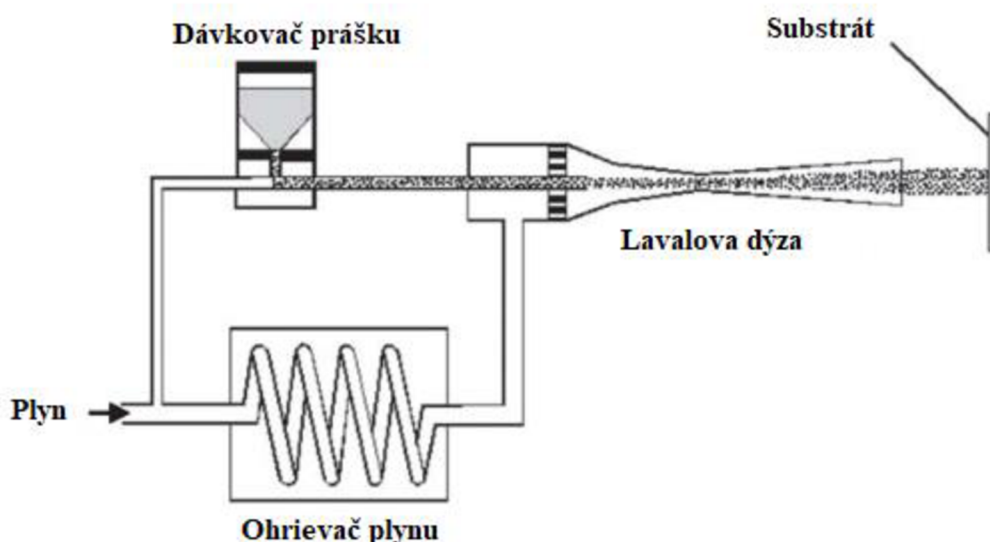 Dávkovač prášku
Substrát
Lavalova dýza
Plyn
Ohrievač plynu